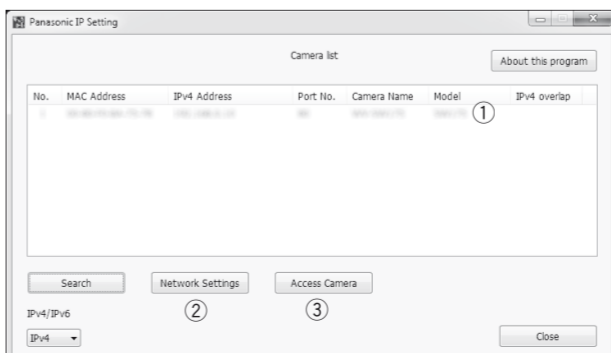 Panasonic IP Setting
Camera list
About this program
No. MAC Address IPv4 Address Port No. Camera Name Model IPv4 overlap
①
Search Network Settings Access Camera
② ③
IPv4/IPv6
IPv4 Close